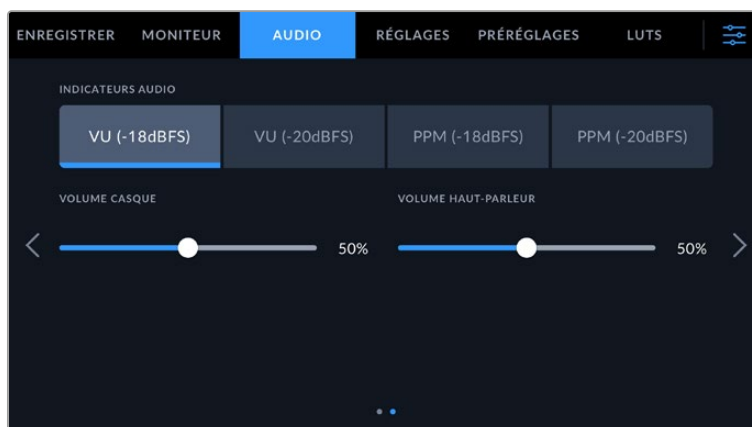 ENREGISTRER MONITEUR AUDIO RÉGLAGES PRÉRÉGLAGES LUTS
INDICATEURS AUDIO
VU (-18dBFS) VU (-20dBFS) PPM (-18dBFS) PPM (-20dBFS)
VOLUME CASQUE VOLUME HAUT-PARLEUR
50% 50%